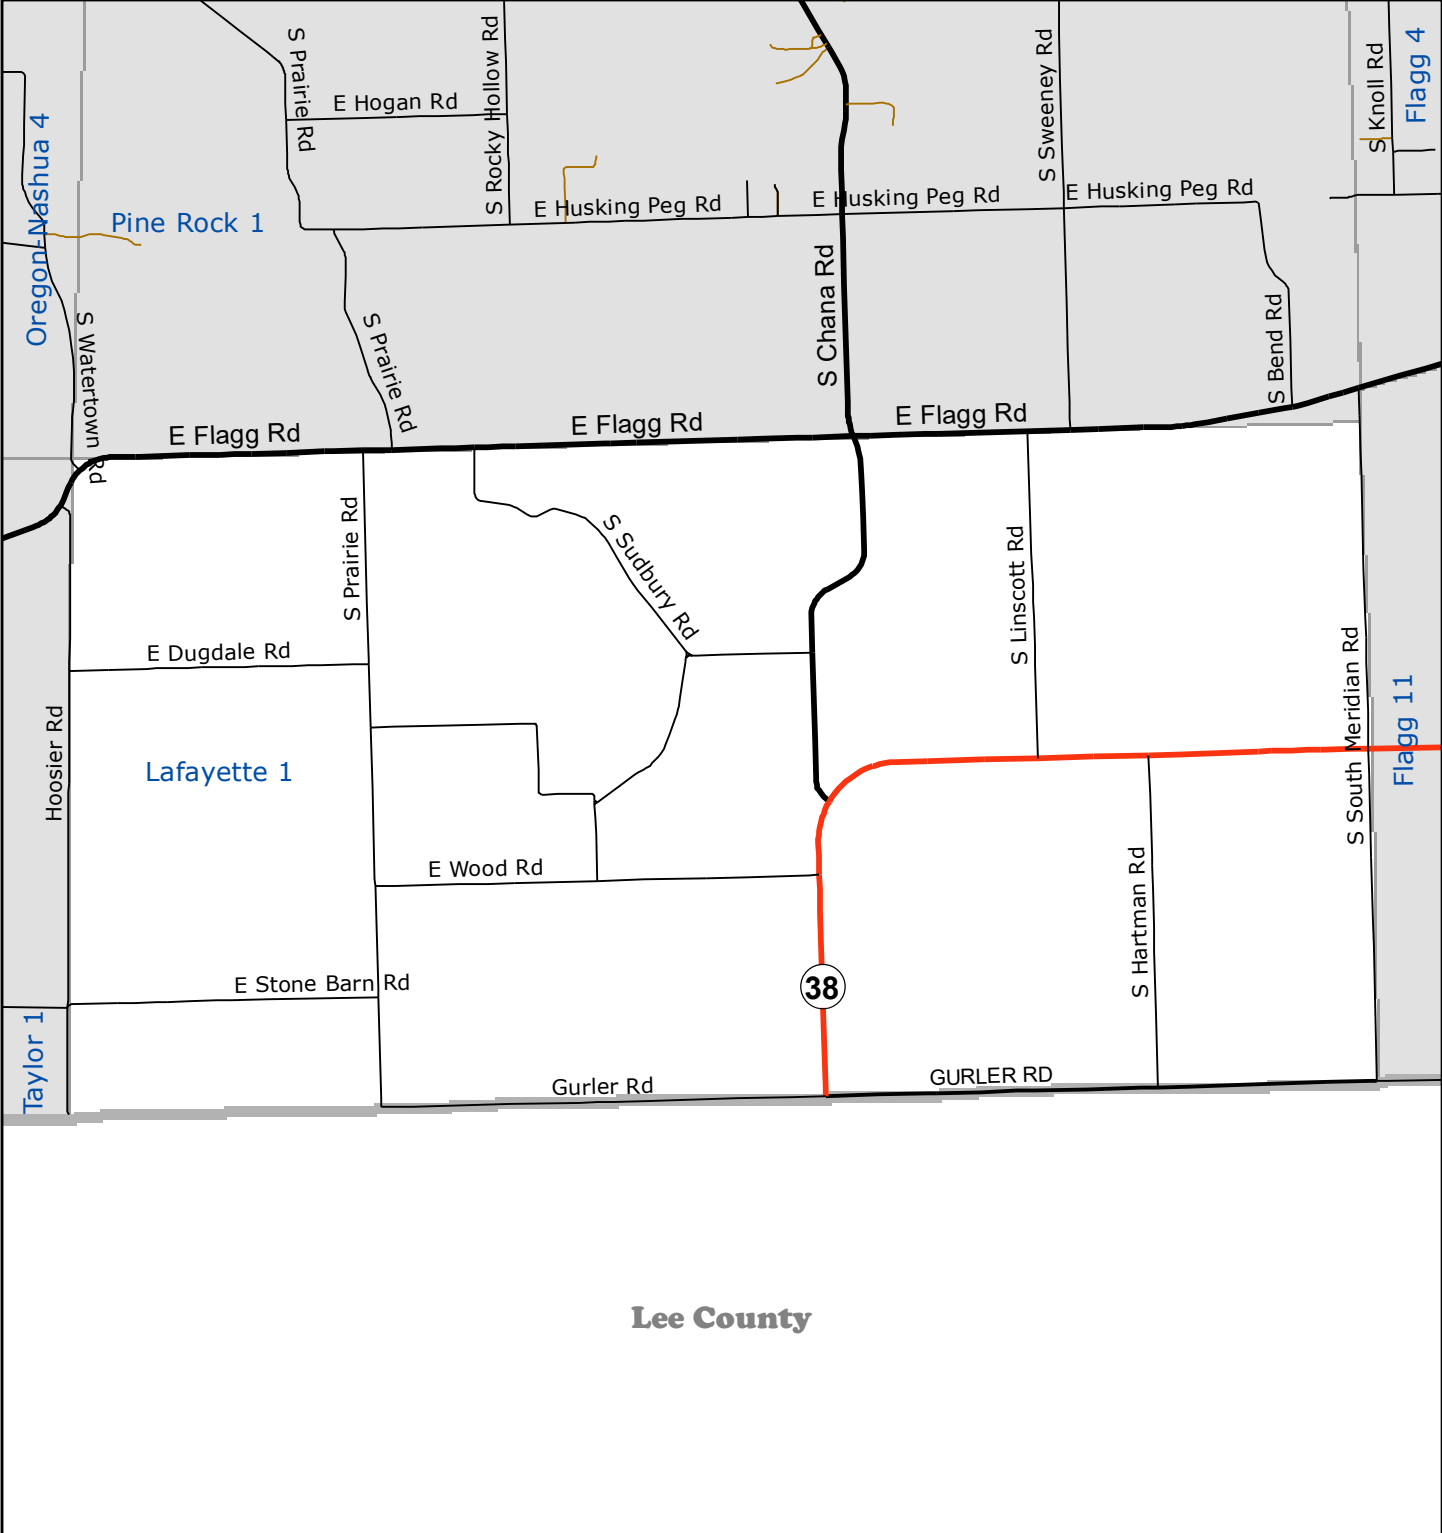 S Prairie Rd
S Rocky Hollow Rd
S Sweeney Rd
S Knoll Rd
Flagg 4
E Hogan Rd
Oregon-Nashua 4
Pine Rock 1
E Husking Peg Rd
E Husking Peg Rd
E Husking Peg Rd
S Chana Rd
S Watertown Rd
S Prairie Rd
S Bend Rd
E Flagg Rd
E Flagg Rd
E Flagg Rd
S Prairie Rd
S Sudbury Rd
S Linscott Rd
E Dugdale Rd
S South Meridian Rd
Flagg 11
Hoosier Rd
Lafayette 1
E Wood Rd
S Hartman Rd
E Stone Barn Rd
38
Taylor 1
Gurler Rd
GURLER RD
Lee County